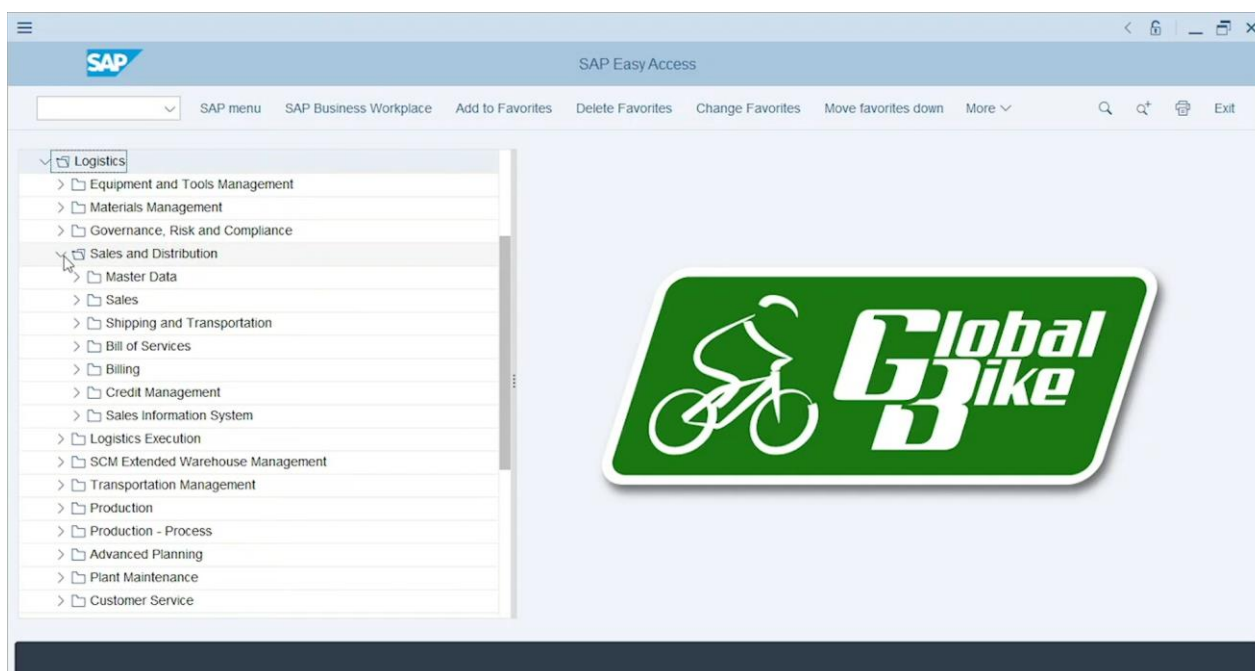 SAP
SAP Easy Access
SAP menu SAP Business Workplace Add to Favorites Delete Favorites Change Favorites Move favorites down More Exit
Logistics
Equipment and Tools Management
Materials Management
Governance, Risk and Compliance
Sales and Distribution
Master Data
Sales
Shipping and Transportation
Bill of Services
Billing
Credit Management
Sales Information System
Logistics Execution
SCM Extended Warehouse Management
Transportation Management
Production
Production - Process
Advanced Planning
Plant Maintenance
Customer Service
Global
Bike